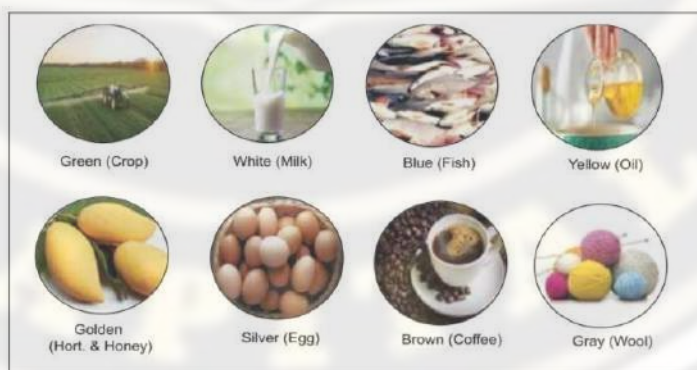 Green (Crop)
White (Milk)
Blue (Fish)
Yellow (Oil)
Golden
(Hort. & Honey)
Silver (Egg)
Brown (Coffee)
Gray (Wool)